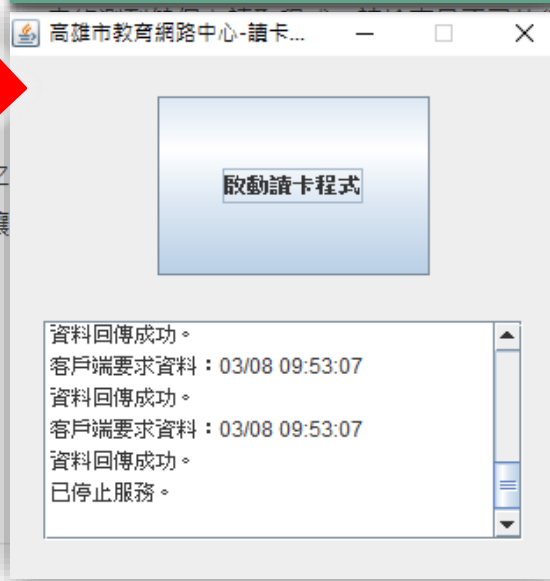 高雄市教育網路中心-讀卡...
啟動讀卡程式
資料回傳成功。
客戶端要求資料：03/08 09:53:07
資料回傳成功。
客戶端要求資料：03/08 09:53:07
資料回傳成功。
已停止服務。